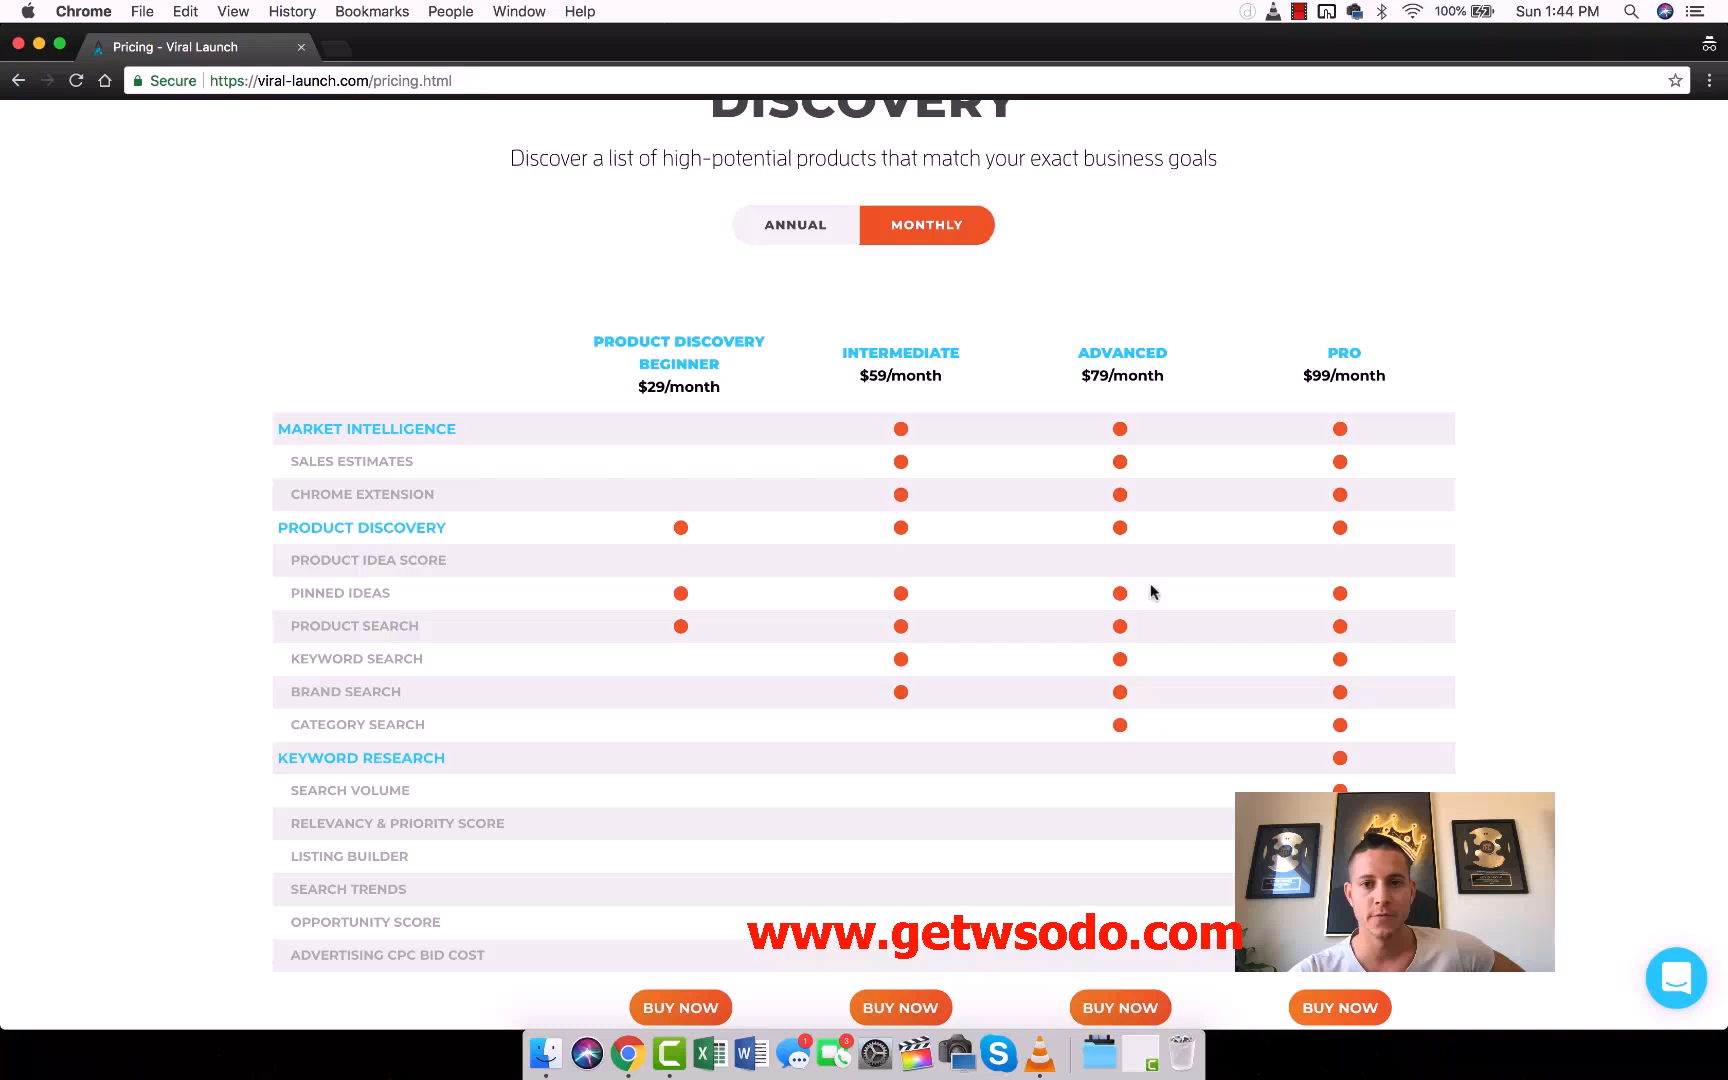 Chrome File Edit View History Bookmarks People Window Help 100% Sun 1:44 PM
Pricing - Viral Launch
Secure https://viral-launch.com/pricing.html
DISCOVERY
Discover a list of high-potential products that match your exact business goals
ANNUAL MONTHLY
PRODUCT DISCOVERY
BEGINNER
$29/month
INTERMEDIATE
$59/month
ADVANCED
$79/month
PRO
$99/month
MARKET INTELLIGENCE
SALES ESTIMATES
CHROME EXTENSION
PRODUCT DISCOVERY
PRODUCT IDEA SCORE
PINNED IDEAS
PRODUCT SEARCH
KEYWORD SEARCH
BRAND SEARCH
CATEGORY SEARCH
KEYWORD RESEARCH
SEARCH VOLUME
RELEVANCY & PRIORITY SCORE
LISTING BUILDER
SEARCH TRENDS
OPPORTUNITY SCORE
ADVERTISING CPC BID COST
www.getwsodo.com
BUY NOW BUY NOW BUY NOW BUY NOW
1 3